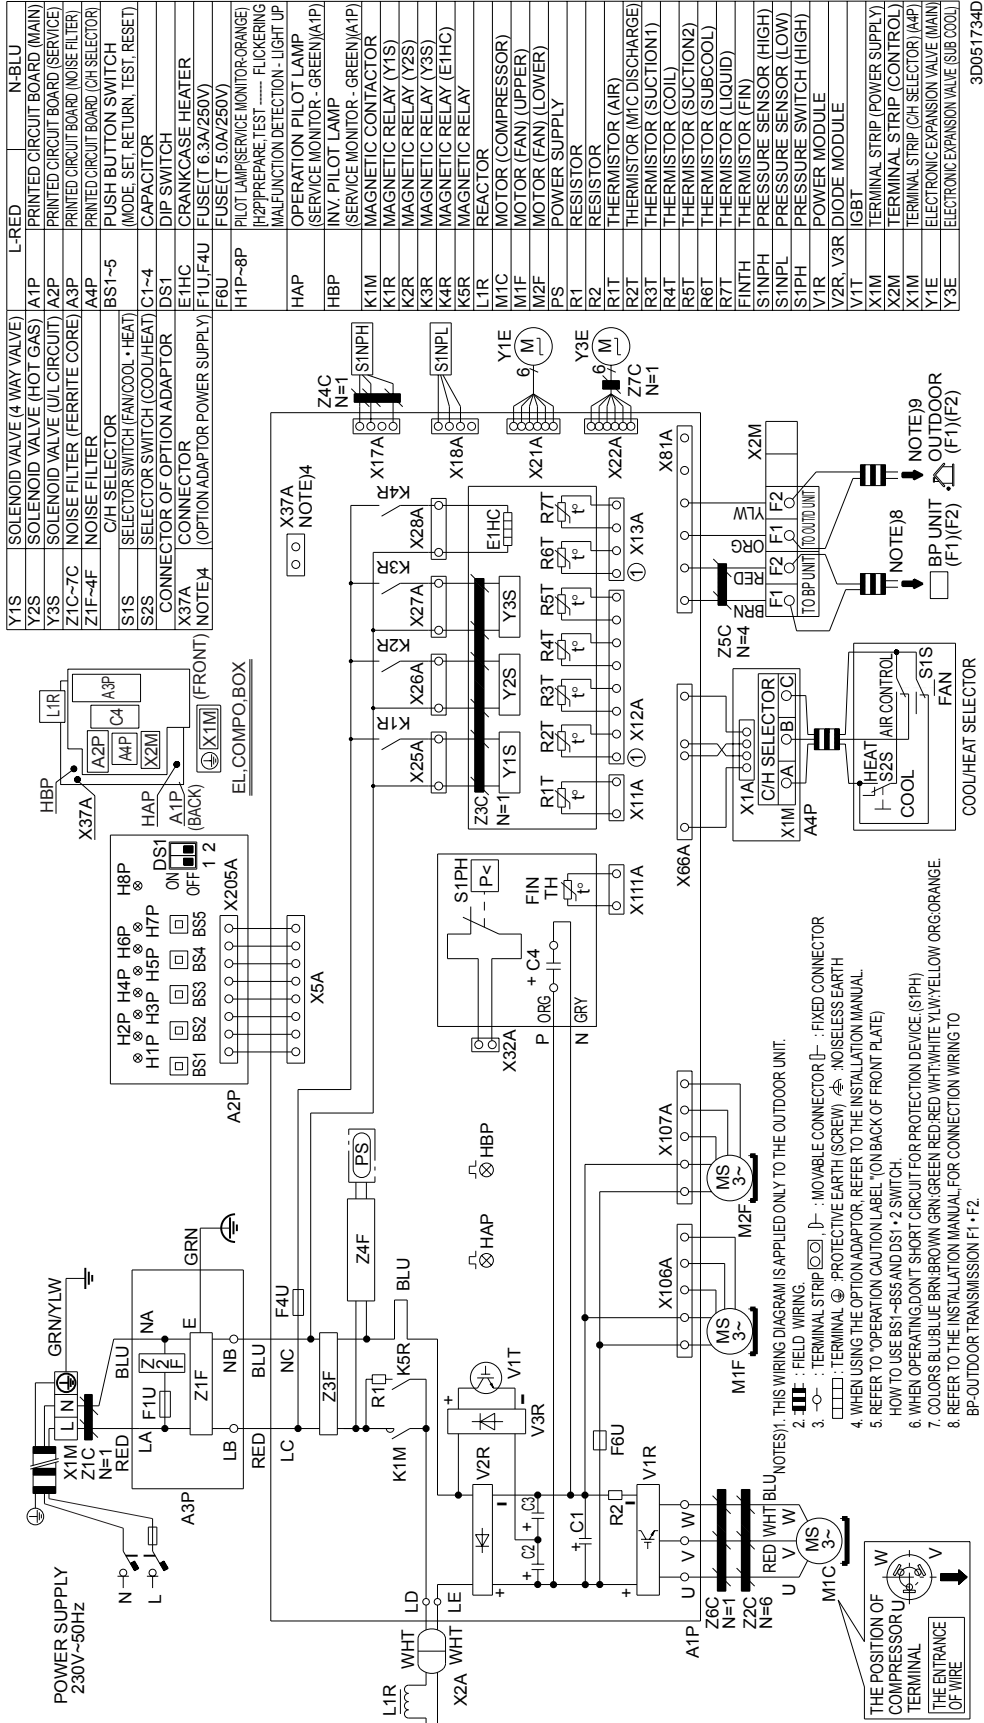 L-RED N-BLU
Y1S SOLENOID VALVE (4 WAY VALVE)
Y2S SOLENOID VALVE (HOT GAS)
Y3S SOLENOID VALVE (U/L CIRCUIT)
Z1C~7C NOISE FILTER (FERRITE CORE)
Z1F~4F NOISE FILTER
C/H SELECTOR
S1S SELECTOR SWITCH (FAN/COOL • HEAT)
S2S SELECTOR SWITCH (COOL/HEAT)
CONNECTOR OF OPTION ADAPTOR
X37A CONNECTOR
NOTE)4 (OPTION ADAPTOR POWER SUPPLY)
A1P PRINTED CIRCUIT BOARD (MAIN)
A2P PRINTED CIRCUIT BOARD (SERVICE)
A3P PRINTED CIRCUIT BOARD (NOISE FILTER)
A4P PRINTED CIRCUIT BOARD (C/H SELECTOR)
BS1~5 PUSH BUTTON SWITCH
(MODE, SET, RETURN, TEST, RESET)
C1~4 CAPACITOR
DS1 DIP SWITCH
E1HC CRANKCASE HEATER
F1U,F4U FUSE(T 6.3A/250V)
F6U FUSE(T 5.0A/250V)
H1P~8P PILOT LAMP(SERVICE MONITOR-ORANGE)
[H2P]PREPARE,TEST ------ FLICKERING
MALFUNCTION DETECTION - LIGHT UP
HAP OPERATION PILOT LAMP
(SERVICE MONITOR - GREEN)(A1P)
HBP INV. PILOT LAMP
(SERVICE MONITOR - GREEN)(A1P)
K1M MAGNETIC CONTACTOR
K1R MAGNETIC RELAY (Y1S)
K2R MAGNETIC RELAY (Y2S)
K3R MAGNETIC RELAY (Y3S)
K4R MAGNETIC RELAY (E1HC)
K5R MAGNETIC RELAY
L1R REACTOR
M1C MOTOR (COMPRESSOR)
M1F MOTOR (FAN) (UPPER)
M2F MOTOR (FAN) (LOWER)
PS POWER SUPPLY
R1 RESISTOR
R2 RESISTOR
R1T THERMISTOR (AIR)
R2T THERMISTOR (M1C DISCHARGE)
R3T THERMISTOR (SUCTION1)
R4T THERMISTOR (COIL)
R5T THERMISTOR (SUCTION2)
R6T THERMISTOR (SUBCOOL)
R7T THERMISTOR (LIQUID)
FINTH THERMISTOR (FIN)
S1NPH PRESSURE SENSOR (HIGH)
S1NPL PRESSURE SENSOR (LOW)
S1PH PRESSURE SWITCH (HIGH)
V1R POWER MODULE
V2R, V3R DIODE MODULE
V1T IGBT
X1M TERMINAL STRIP (POWER SUPPLY)
X2M TERMINAL STRIP (CONTROL)
X1M TERMINAL STRIP (C/H SELECTOR) (A4P)
Y1E ELECTRONIC EXPANSION VALVE (MAIN)
Y3E ELECTRONIC EXPANSION VALVE (SUB COOL)
3D051734D
HBP
X37A
HAP
A1P
(BACK)
L1R
A3P
C4
A2P
A4P
X2M
X1M
(FRONT)
EL,COMPO,BOX
H1P H2P H3P H4P H5P H6P H7P H8P
BS1 BS2 BS3 BS4 BS5
DS1
ON
OFF
1 2
X205A
A2P
X5A
POWER SUPPLY
230V~50Hz
N
L
X1M
L N
Z1C
N=1
GRN/YLW
RED
BLU
LA
NA
F1U
Z2F
E
GRN
Z1F
A3P
LB
NB
RED
BLU
LC
NC
F4U
Z3F
Z4F
PS
R1
K5R
BLU
K1M
HAP
HBP
L1R
WHT
WHT
X2A
LD
LE
V2R
V3R
V1T
+
-
C2
C3
C1
R2
F6U
V1R
A1P
U V W
Z6C
N=1
Z2C
N=6
RED WHT BLU
U V W
MS
3~
M1C
X106A
MS
3~
M1F
X107A
MS
3~
M2F
THE POSITION OF
COMPRESSOR
TERMINAL
U W V
THE ENTRANCE
OF WIRE
X37A
NOTE)4
K1R K2R K3R K4R
X25A X26A X27A X28A
Z3C
N=1
Y1S Y2S Y3S E1HC
R1T R2T R3T R4T R5T R6T R7T
t° t° t° t° t° t° t°
X11A X12A 1 X13A 1
X32A
S1PH
P<
P ORG
N GRY
+ C4
FIN
TH
t°
X111A
X17A
Z4C
N=1
S1NPH
X18A
S1NPL
X21A
6
M
Y1E
X22A
6
M
Y3E
Z7C
N=1
X66A
X81A
BRN RED ORG YLW
Z5C
N=4
X2M
F1 F2 F1 F2
TO BP UNIT TO OUT/D UNIT
NOTE)8
BP UNIT
(F1)(F2)
NOTE)9
OUTDOOR
(F1)(F2)
X1A
C/H SELECTOR
X1M
A B C
A4P
HEAT
COOL
S2S
AIR CONTROL
S1S
FAN
COOL/HEAT SELECTOR
NOTES)1. THIS WIRING DIAGRAM IS APPLIED ONLY TO THE OUTDOOR UNIT.
2. : FIELD WIRING.
3. : TERMINAL STRIP , : MOVABLE CONNECTOR : FIXED CONNECTOR
: TERMINAL :PROTECTIVE EARTH (SCREW) :NOISELESS EARTH
4. WHEN USING THE OPTION ADAPTOR, REFER TO THE INSTALLATION MANUAL.
5. REFER TO "OPERATION CAUTION LABEL"(ON BACK OF FRONT PLATE)
HOW TO USE BS1~BS5 AND DS1 • 2 SWITCH.
6. WHEN OPERATING,DON'T SHORT CIRCUIT FOR PROTECTION DEVICE.(S1PH)
7. COLORS BLU:BLUE BRN:BROWN GRN:GREEN RED:RED WHT:WHITE YLW:YELLOW ORG:ORANGE.
8. REFER TO THE INSTALLATION MANUAL,FOR CONNECTION WIRING TO
BP-OUTDOOR TRANSMISSION F1 • F2.